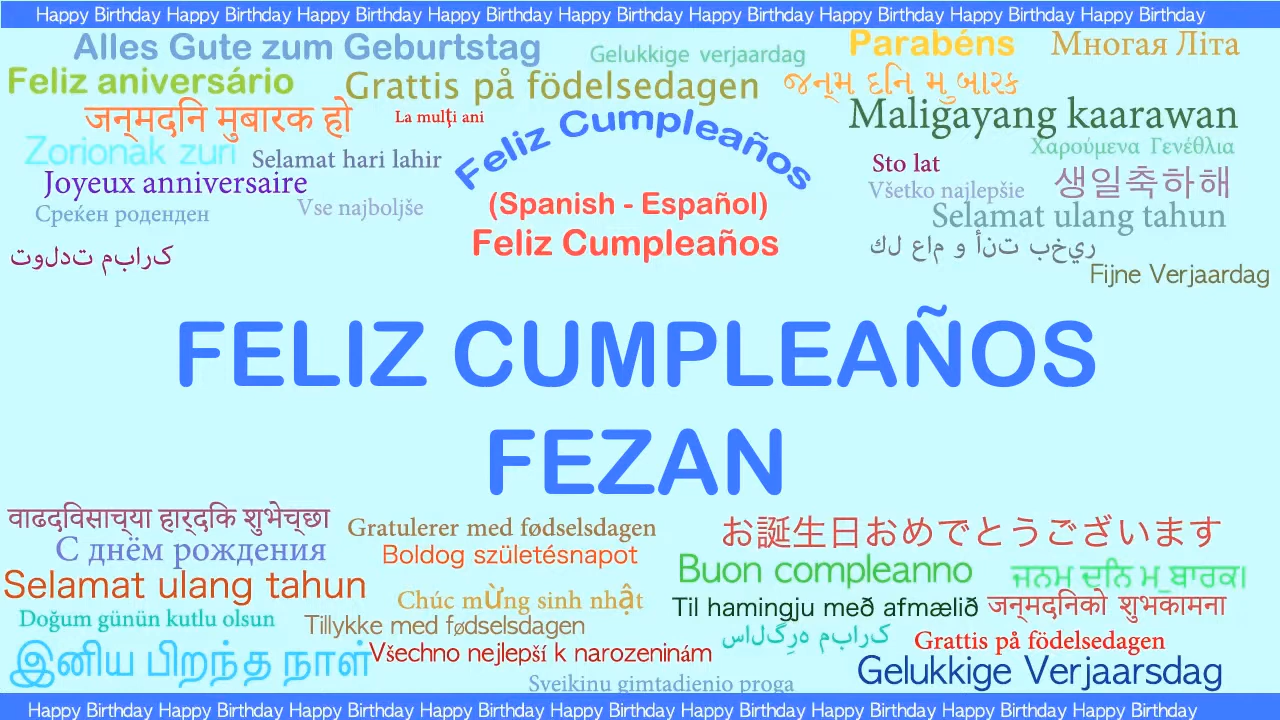 Happy Birthday Happy Birthday Happy Birthday Happy Birthday Happy Birthday Happy Birthday Happy Birthday Happy Birthday Happy Birthday
Alles Gute zum Geburtstag
Gelukkige verjaardag
Parabéns
Многая Літа
Feliz aniversário
Grattis på födelsedagen
જન્મ દિન મુબારક
जन्मदिन मुबारक हो
La mulţi ani
Feliz Cumpleaños
Maligayang kaarawan
Zorionak zuri
Selamat hari lahir
Χαρούμενα Γενέθλια
Sto lat
Joyeux anniversaire
Všetko najlepšie
생일축하해
Среќен роденден
Vse najboljše
(Spanish - Español)
Selamat ulang tahun
Feliz Cumpleaños
تولدت مبارک
كل عام و أنت بخير
Fijne Verjaardag
FELIZ CUMPLEAÑOS
FEZAN
वाढदिवसाच्या हार्दिक शुभेच्छा
Gratulerer med fødselsdagen
お誕生日おめでとうございます
С днём рождения
Boldog születésnapot
Buon compleanno
ਜਨਮ ਦਿਨ ਮੁਬਾਰਕ।
Selamat ulang tahun
Chúc mừng sinh nhật
Til hamingju með afmælið
जन्मदिनको शुभकामना
Doğum günün kutlu olsun
Tillykke med fødselsdagen
سالگرہ مبارک
Grattis på födelsedagen
இனிய பிறந்த நாள்
Všechno nejlepší k narozeninám
Gelukkige Verjaarsdag
Sveikinu gimtadienio proga
Happy Birthday Happy Birthday Happy Birthday Happy Birthday Happy Birthday Happy Birthday Happy Birthday Happy Birthday Happy Birthday